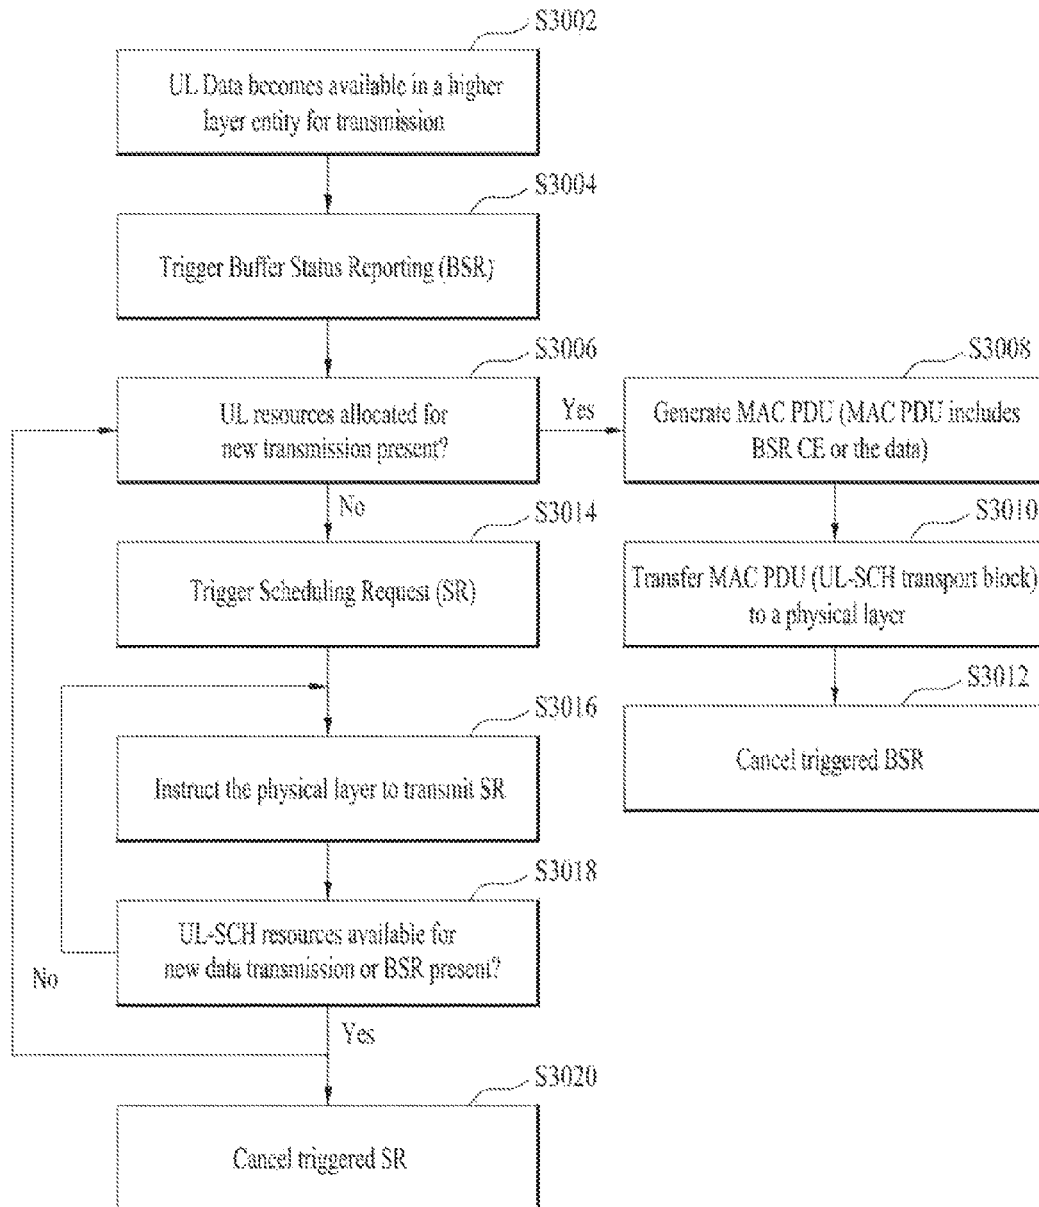 S3002
UL Data becomes available in a higher
layer entity for transmission
S3004
Trigger Buffer Status Reporting (BSR)
S3006
UL resources allocated for
new transmission present?
Yes
S3008
Generate MAC PDU (MAC PDU includes
BSR CE or the data)
No
S3014
Trigger Scheduling Request (SR)
S3010
Transfer MAC PDU (UL-SCH transport block)
to a physical layer
S3012
Cancel triggered BSR
S3016
Instruct the physical layer to transmit SR
S3018
UL-SCH resources available for
new data transmission or BSR present?
No
Yes
S3020
Cancel triggered SR